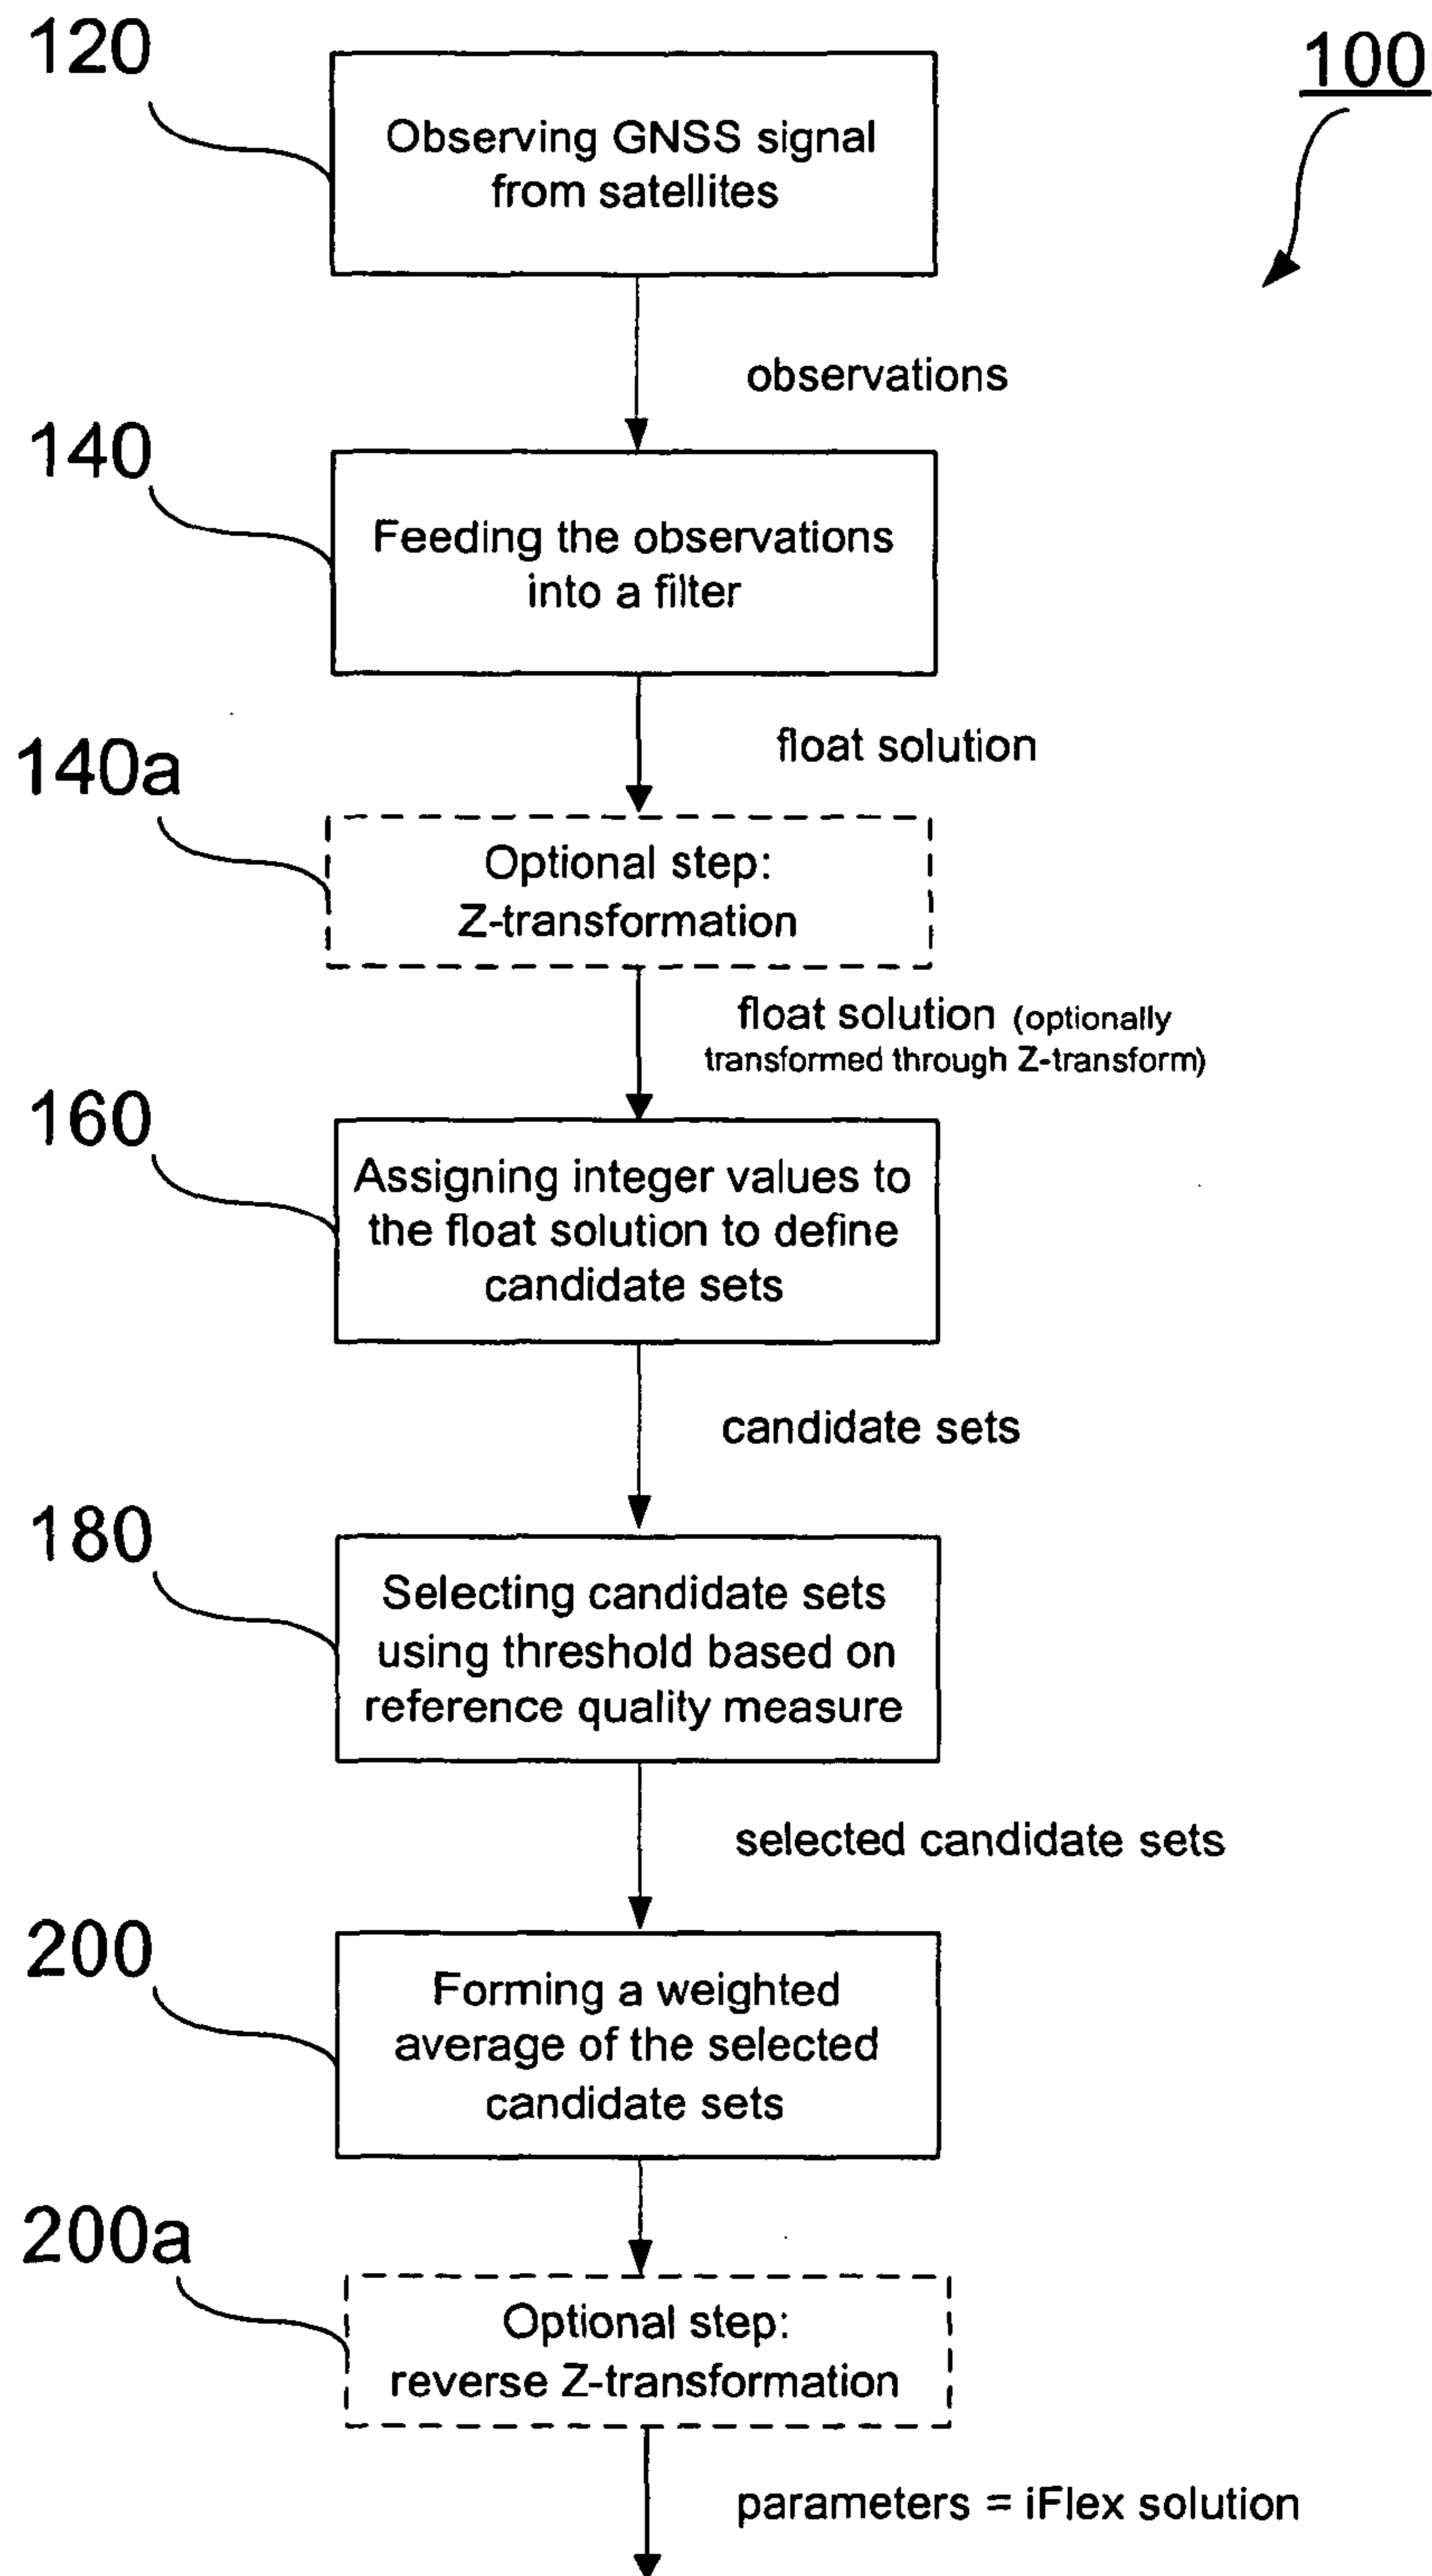 120
100
Observing GNSS signal
from satellites
observations
140
Feeding the observations
into a filter
float solution
140a
Optional step:
Z-transformation
float solution (optionally
transformed through Z-transform)
160
Assigning integer values to
the float solution to define
candidate sets
candidate sets
180
Selecting candidate sets
using threshold based on
reference quality measure
selected candidate sets
200
Forming a weighted
average of the selected
candidate sets
200a
Optional step:
reverse Z-transformation
parameters = iFlex solution